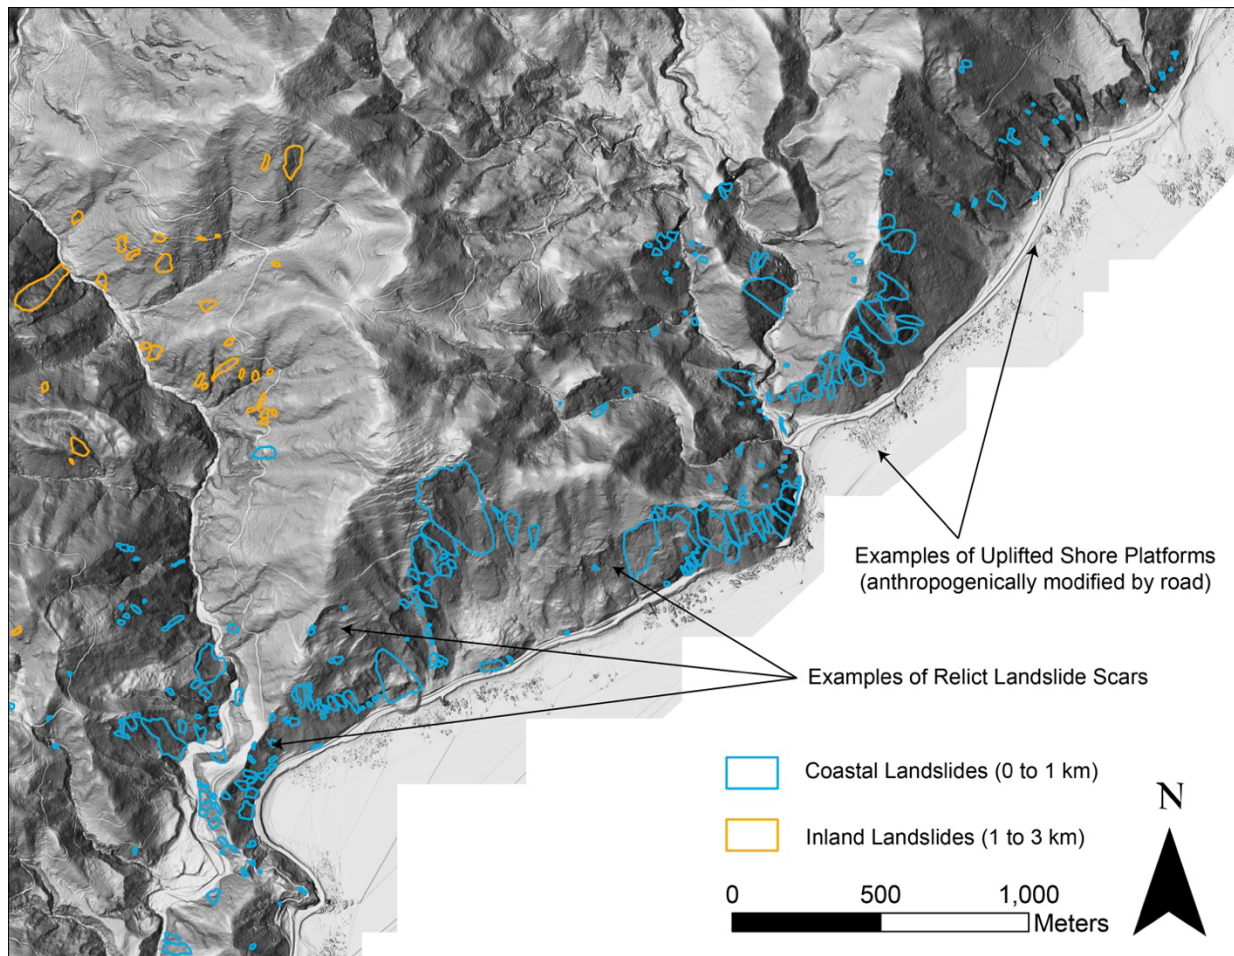 Examples of Uplifted Shore Platforms
(anthropogenically modified by road)
Examples of Relict Landslide Scars
Coastal Landslides (0 to 1 km)
Inland Landslides (1 to 3 km)
N
0 500 1,000
Meters